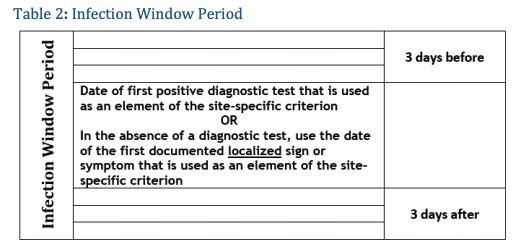 Table 2: Infection Window Period
Infection Window Period
3 days before
Date of first positive diagnostic test that is used
as an element of the site-specific criterion
OR
In the absence of a diagnostic test, use the date
of the first documented localized sign or
symptom that is used as an element of the site-
specific criterion
3 days after